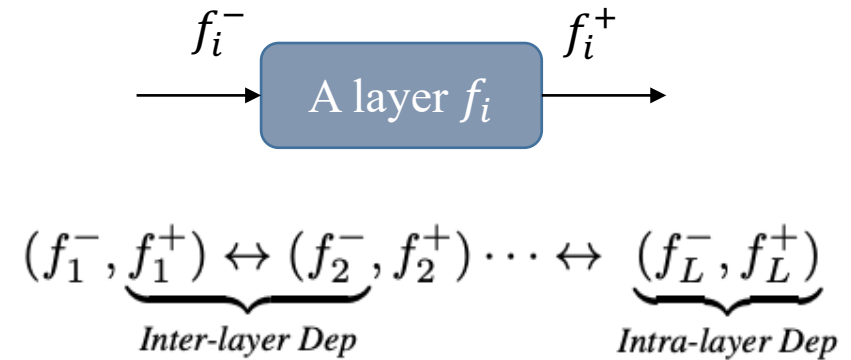 f_i^- f_i^+
A layer f_i
(f_1^-, f_1^+) ↔ (f_2^-, f_2^+) ⋯ ↔ (f_L^-, f_L^+)
Inter-layer Dep Intra-layer Dep